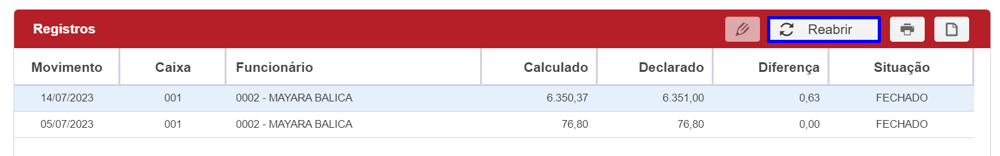 Registros Reabrir
Movimento Caixa Funcionário Calculado Declarado Diferença Situação
14/07/2023 001 0002 - MAYARA BALICA 6.350,37 6.351,00 0,63 FECHADO
05/07/2023 001 0002 - MAYARA BALICA 76,80 76,80 0,00 FECHADO